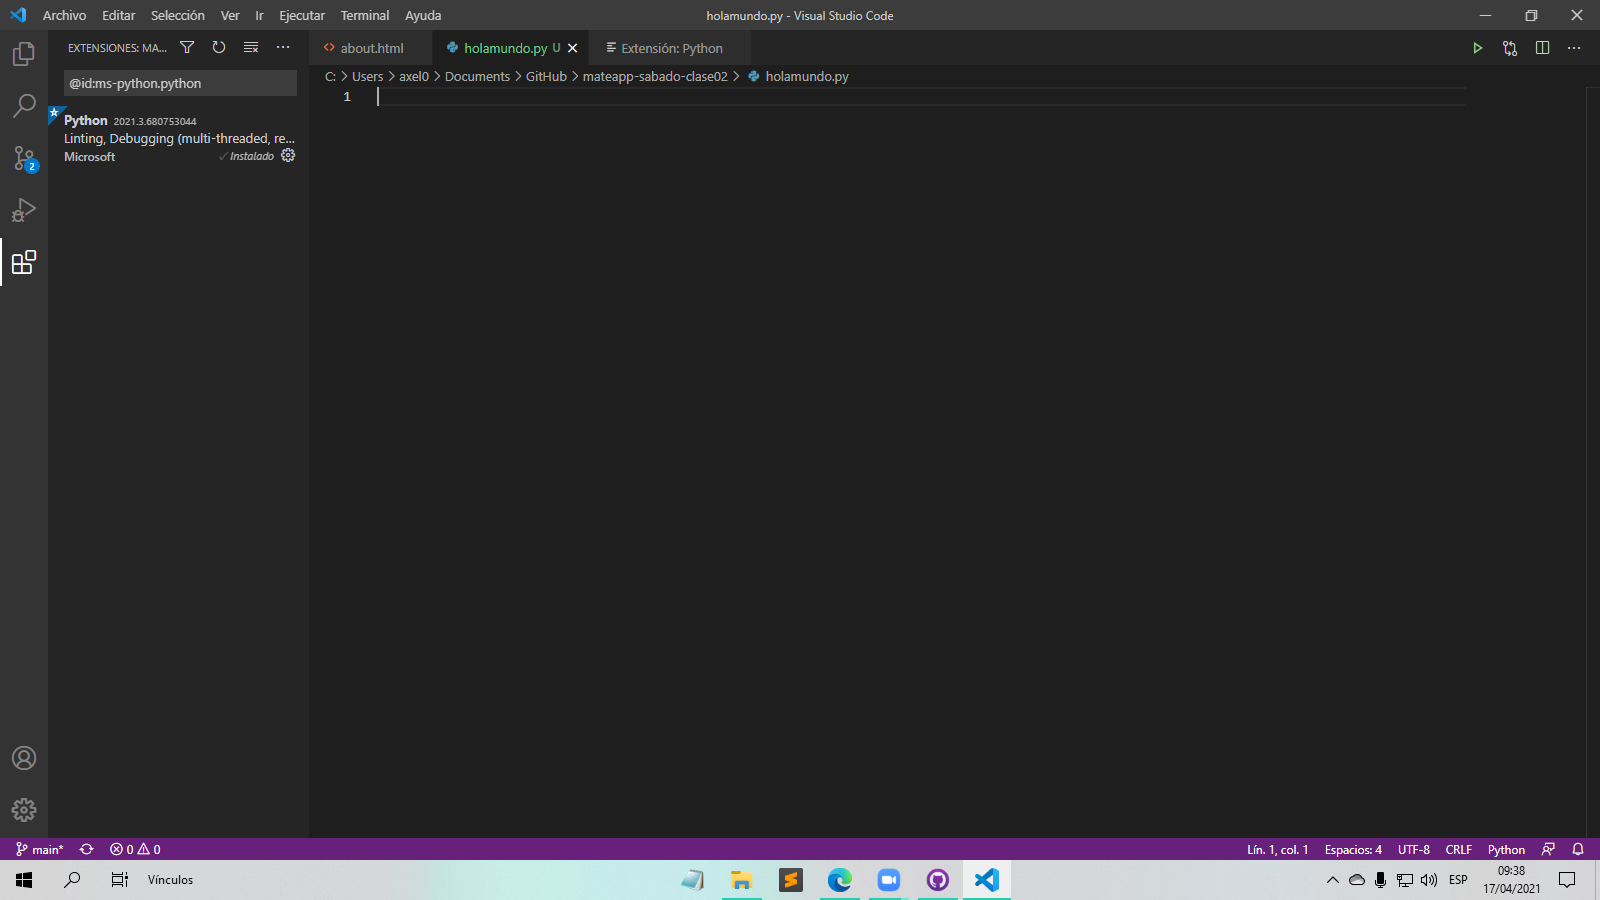 Archivo Editar Selección Ver Ir Ejecutar Terminal Ayuda
holamundo.py - Visual Studio Code
EXTENSIONES: MA...
about.html
holamundo.py U
Extensión: Python
@id:ms-python.python
C: > Users > axel0 > Documents > GitHub > mateapp-sabado-clase02 > holamundo.py
1
Python 2021.3.680753044
Linting, Debugging (multi-threaded, re...
Microsoft
Instalado
2
main*
0 0
Lín. 1, col. 1
Espacios: 4
UTF-8
CRLF
Python
Vínculos
ESP
09:38
17/04/2021